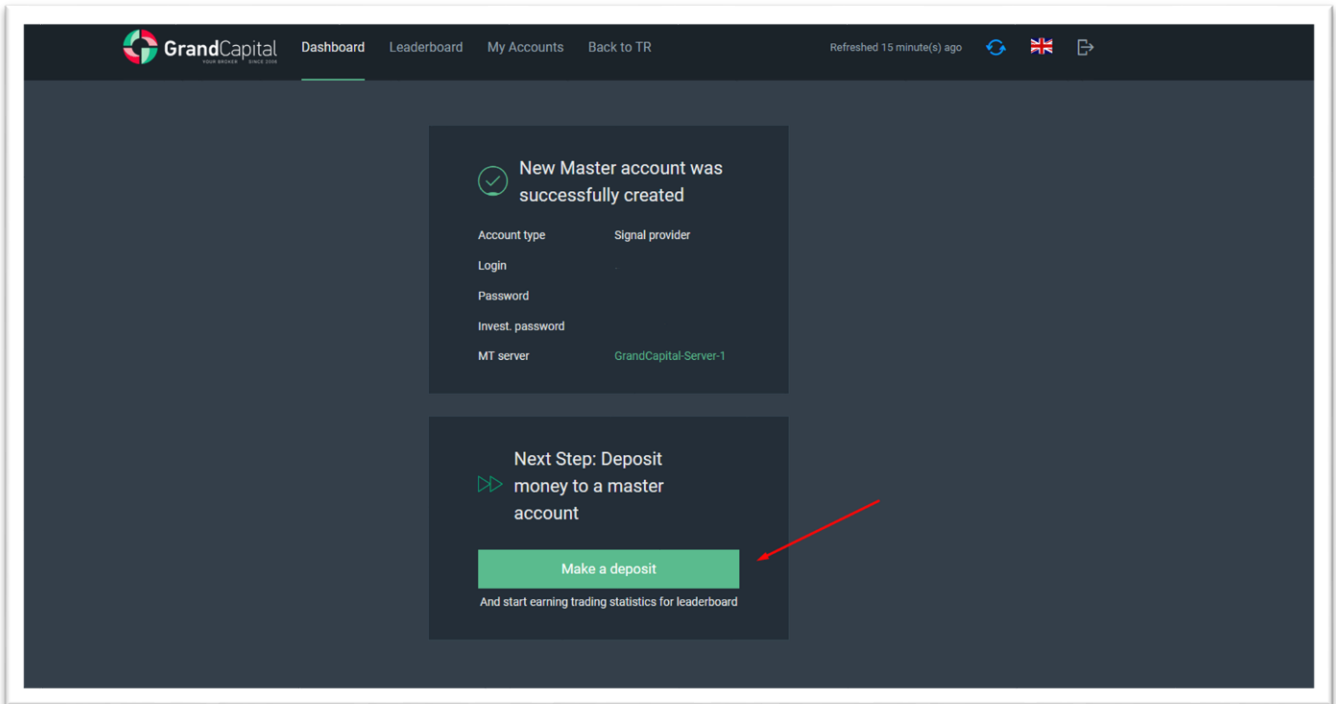 GrandCapital
YOUR BROKER SINCE 2006
Dashboard
Leaderboard
My Accounts
Back to TR
Refreshed 15 minute(s) ago
New Master account was
successfully created
Account type Signal provider
Login
Password
Invest. password
MT server GrandCapital-Server-1
Next Step: Deposit
money to a master
account
Make a deposit
And start earning trading statistics for leaderboard